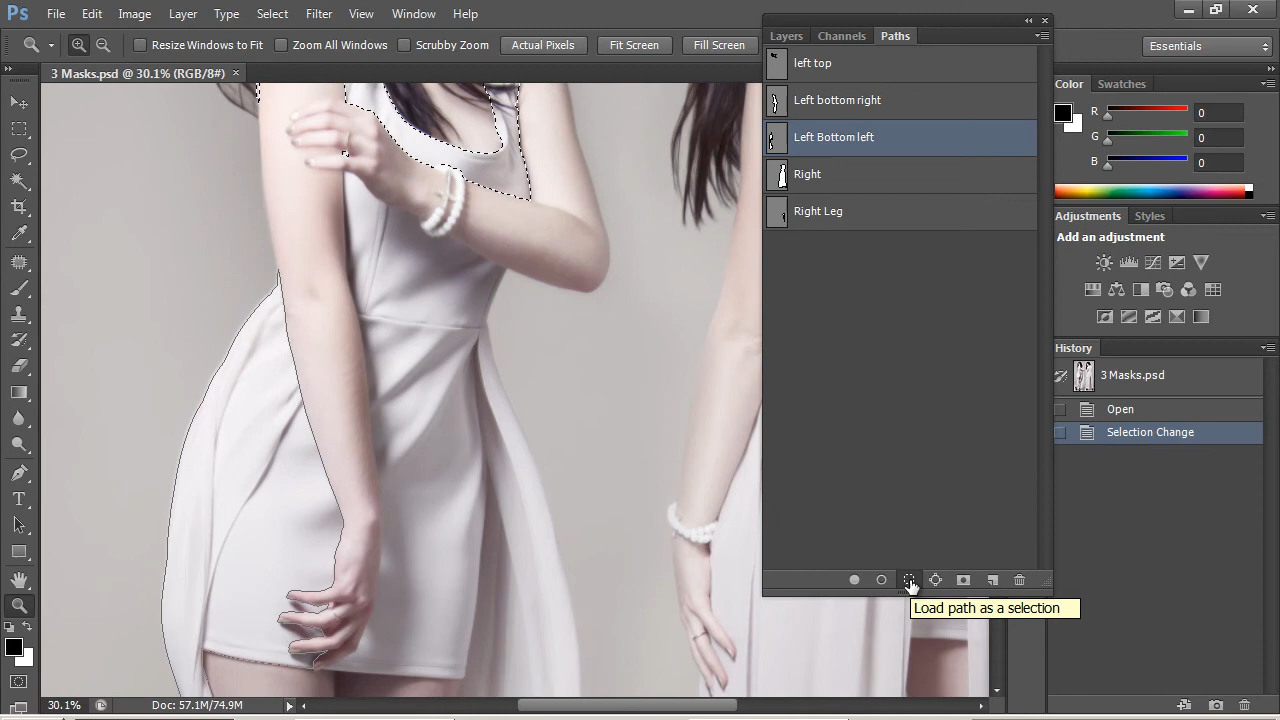 Ps File Edit Image Layer Type Select Filter View Window Help
Resize Windows to Fit Zoom All Windows Scrubby Zoom Actual Pixels Fit Screen Fill Screen Essentials
3 Masks.psd @ 30.1% (RGB/8#) ×
Layers Channels Paths
left top
Left bottom right
Left Bottom left
Right
Right Leg
Load path as a selection
Color Swatches
R 0
G 0
B 0
Adjustments Styles
Add an adjustment
History
3 Masks.psd
Open
Selection Change
T
30.1% Doc: 57.1M/74.9M